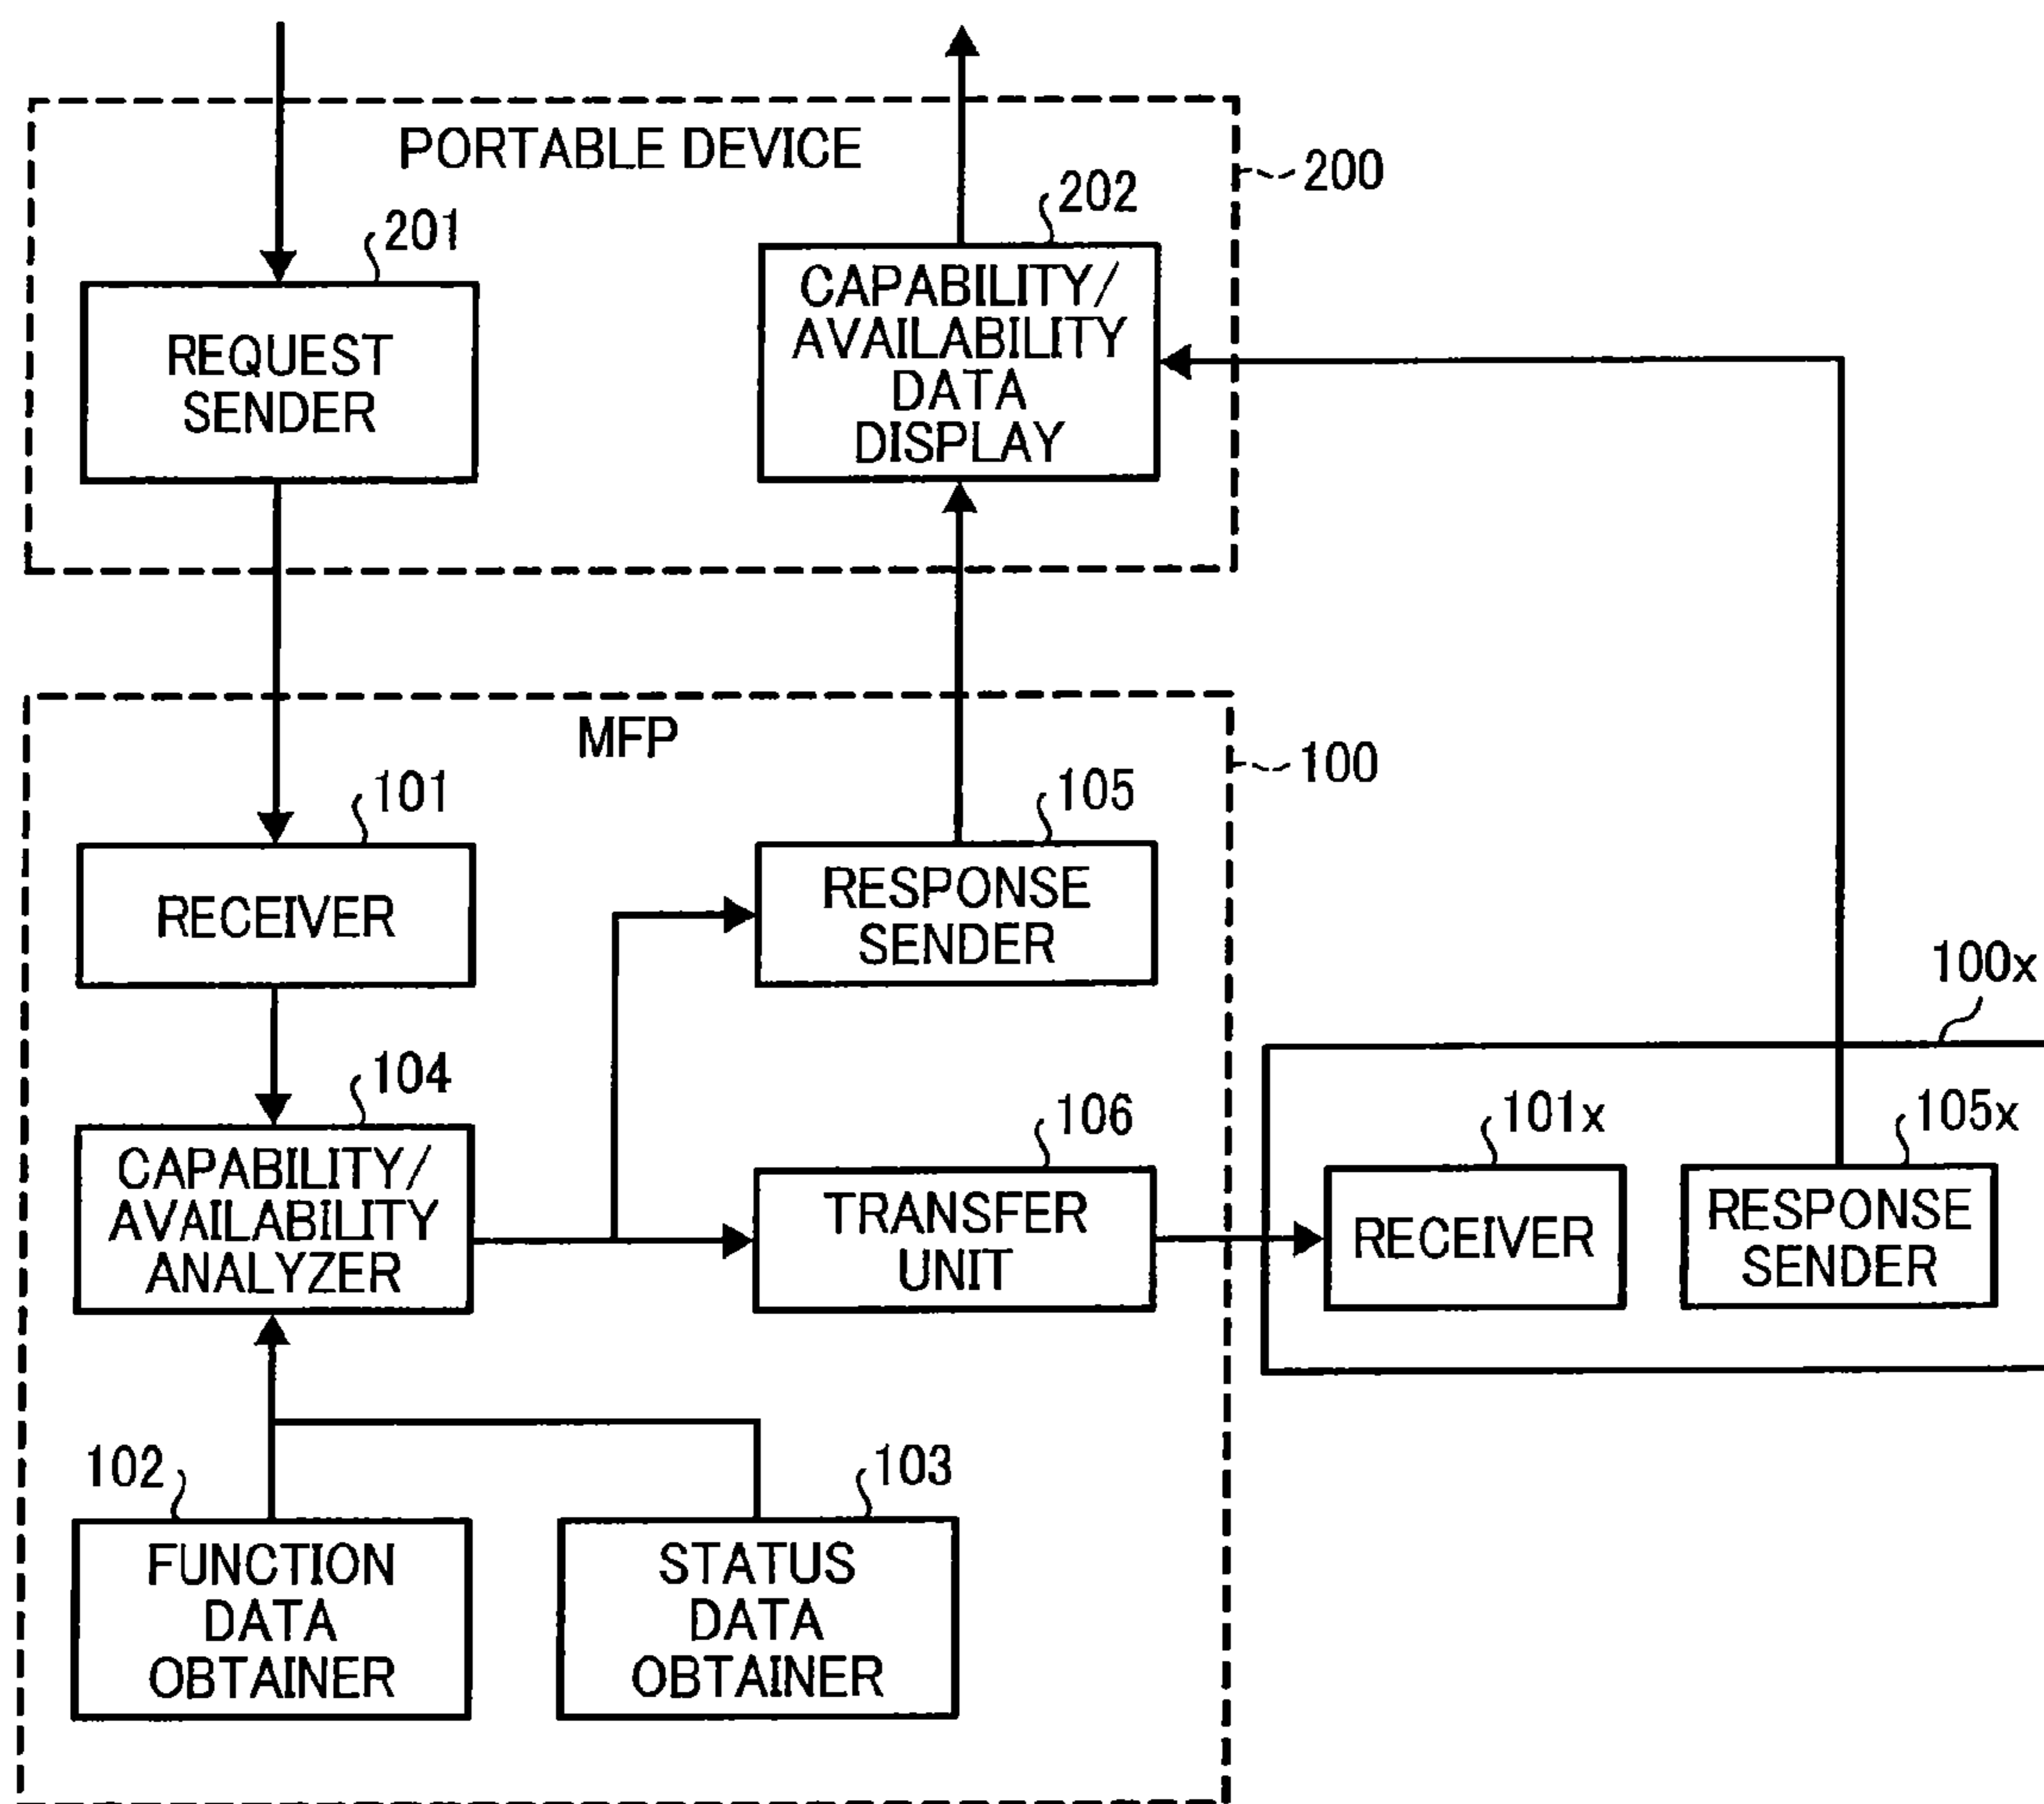 PORTABLE DEVICE
200
201
REQUEST
SENDER
202
CAPABILITY/
AVAILABILITY
DATA
DISPLAY
MFP
100
101
RECEIVER
105
RESPONSE
SENDER
104
CAPABILITY/
AVAILABILITY
ANALYZER
106
TRANSFER
UNIT
100x
101x
RECEIVER
105x
RESPONSE
SENDER
102
FUNCTION
DATA
OBTAINER
103
STATUS
DATA
OBTAINER